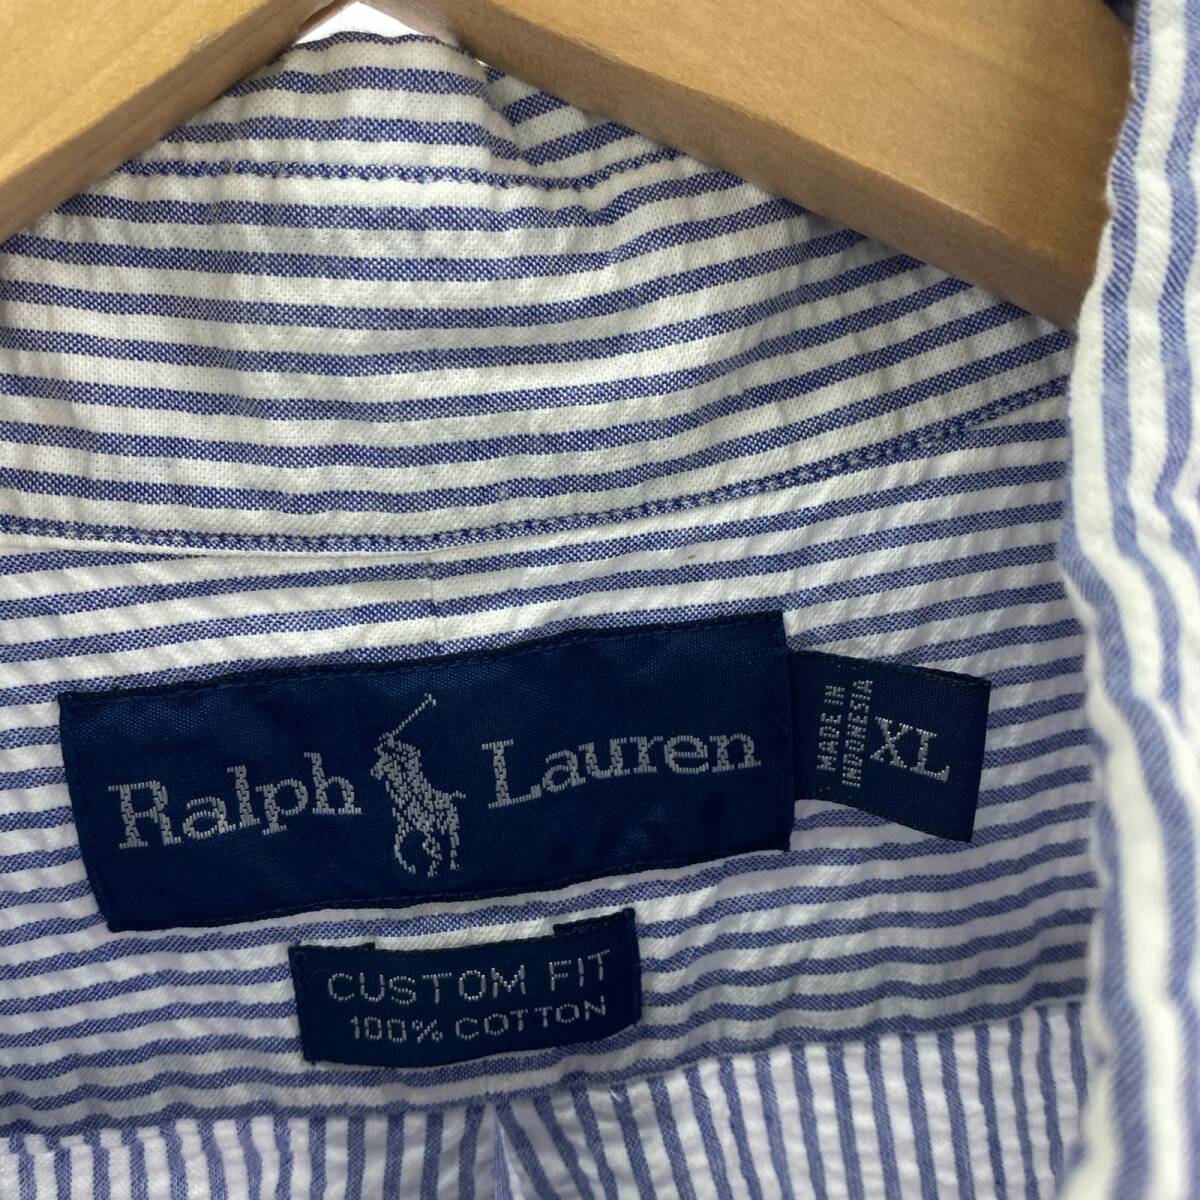 Ralph Lauren
MADE IN
INDONESIA
XL
CUSTOM FIT
100% COTTON